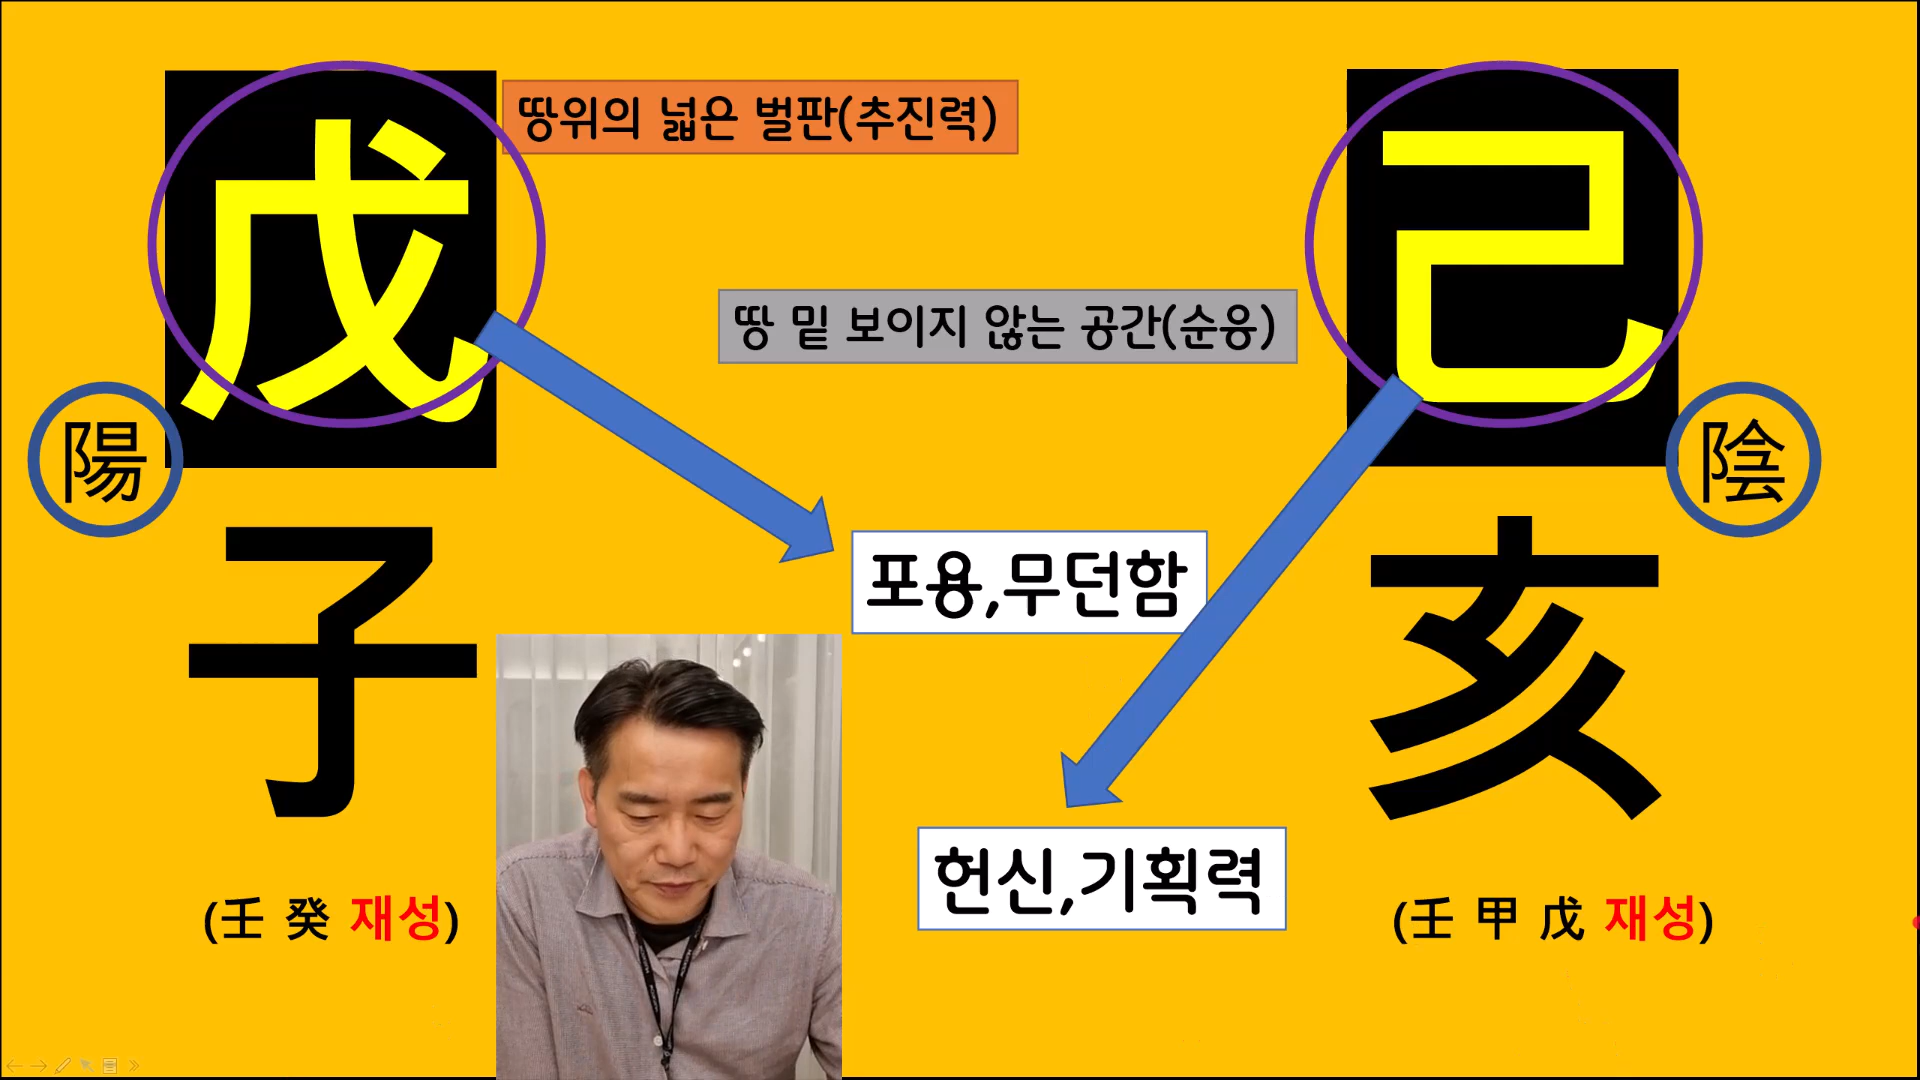 戊
땅위의 넓은 벌판(추진력)
己
땅 밑 보이지 않는 공간(순응)
陽
陰
子
포용,무던함
亥
헌신,기획력
(壬 癸 재성)
(壬 甲 戊 재성)